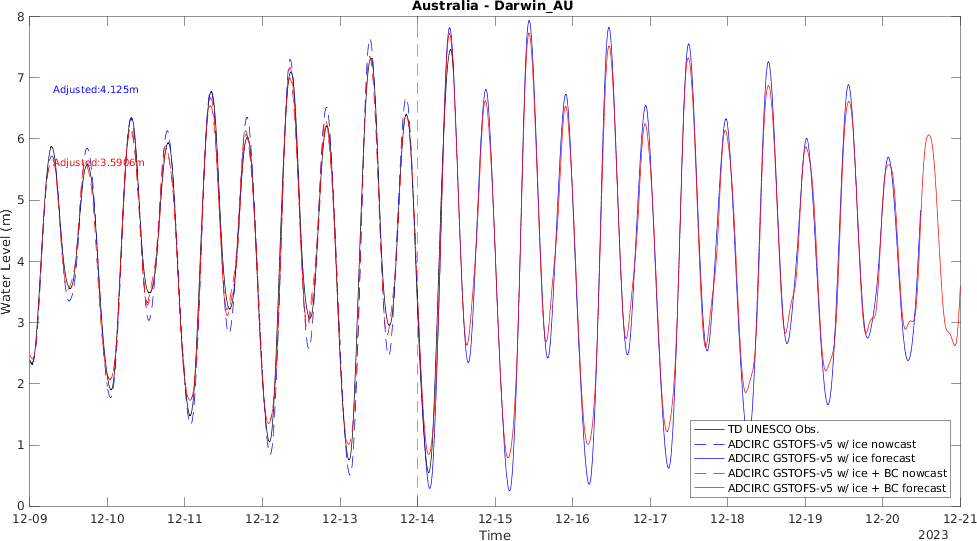 Australia - Darwin_AU
8
7
6
5
4
3
2
1
0
Water Level (m)
Adjusted:4.125m
Adjusted:3.5906m
TD UNESCO Obs.
ADCIRC GSTOFS-v5 w/ ice nowcast
ADCIRC GSTOFS-v5 w/ ice forecast
ADCIRC GSTOFS-v5 w/ ice + BC nowcast
ADCIRC GSTOFS-v5 w/ ice + BC forecast
12-09 12-10 12-11 12-12 12-13 12-14 12-15 12-16 12-17 12-18 12-19 12-20 12-21
Time
2023